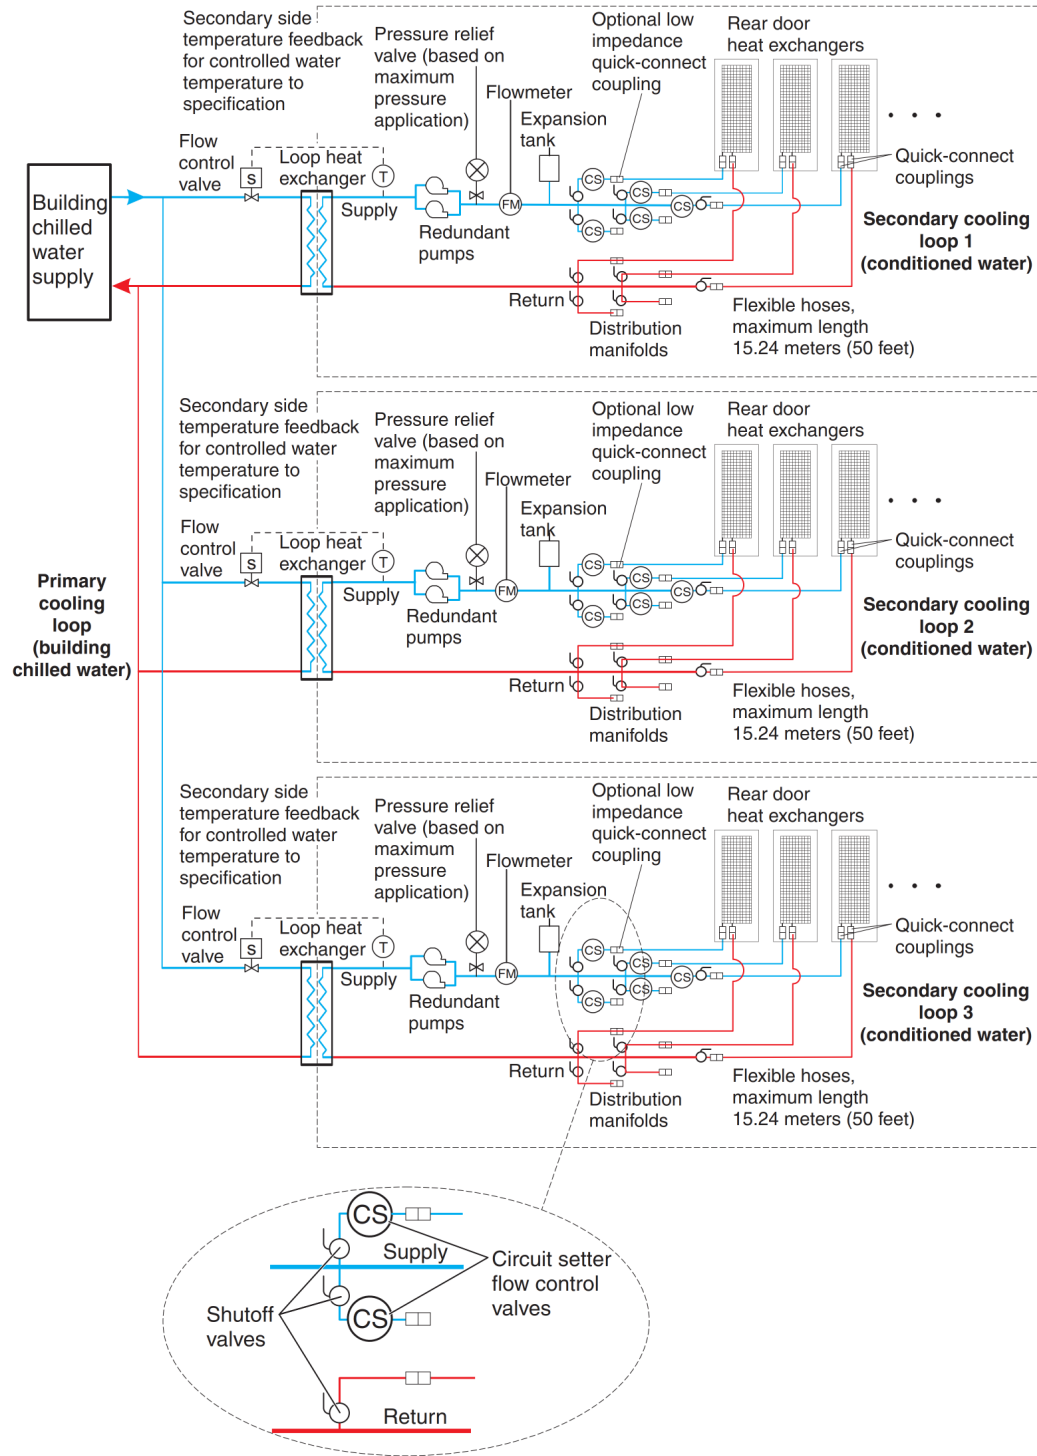 Secondary side
temperature feedback
for controlled water
temperature to
specification
Pressure relief
valve (based on
maximum
pressure
application)
Flowmeter
Optional low
impedance
quick-connect
coupling
Rear door
heat exchangers
Expansion
tank
Flow
control
valve
S
Loop heat
exchanger
T
Supply
Redundant
pumps
FM
CS
CS
CS
CS
CS
Quick-connect
couplings
Building
chilled
water
supply
Secondary cooling
loop 1
(conditioned water)
Return
Distribution
manifolds
Flexible hoses,
maximum length
15.24 meters (50 feet)
Secondary side
temperature feedback
for controlled water
temperature to
specification
Pressure relief
valve (based on
maximum
pressure
application)
Flowmeter
Optional low
impedance
quick-connect
coupling
Rear door
heat exchangers
Expansion
tank
Flow
control
valve
S
Loop heat
exchanger
T
Supply
Redundant
pumps
FM
CS
CS
CS
CS
CS
Quick-connect
couplings
Primary
cooling
loop
(building
chilled water)
Secondary cooling
loop 2
(conditioned water)
Return
Distribution
manifolds
Flexible hoses,
maximum length
15.24 meters (50 feet)
Secondary side
temperature feedback
for controlled water
temperature to
specification
Pressure relief
valve (based on
maximum
pressure
application)
Flowmeter
Optional low
impedance
quick-connect
coupling
Rear door
heat exchangers
Expansion
tank
Flow
control
valve
S
Loop heat
exchanger
T
Supply
Redundant
pumps
FM
CS
CS
CS
CS
CS
Quick-connect
couplings
Secondary cooling
loop 3
(conditioned water)
Return
Distribution
manifolds
Flexible hoses,
maximum length
15.24 meters (50 feet)
CS
Supply
Circuit setter
flow control
valves
CS
Shutoff
valves
Return